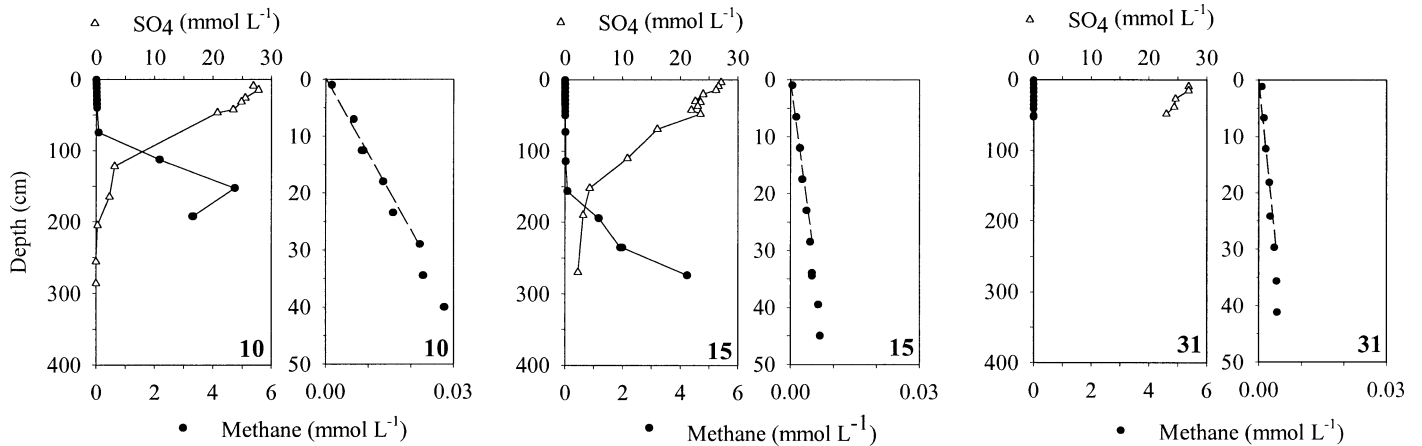 SO4 (mmol L-1) SO4 (mmol L-1) SO4 (mmol L-1)
0 10 20 30 0 10 20 30 0 10 20 30
0 0 0 0 0 0
100 10 100 10 100 10
200 20 200 20 200 20
300 30 300 30 300 30
40 40 40
400 50 400 50 400 50
Depth (cm)
10 10 15 15 31 31
0 2 4 6 0.00 0.03 0 2 4 6 0.00 0.03 0 2 4 6 0.00 0.03
Methane (mmol L-1) Methane (mmol L-1) Methane (mmol L-1)